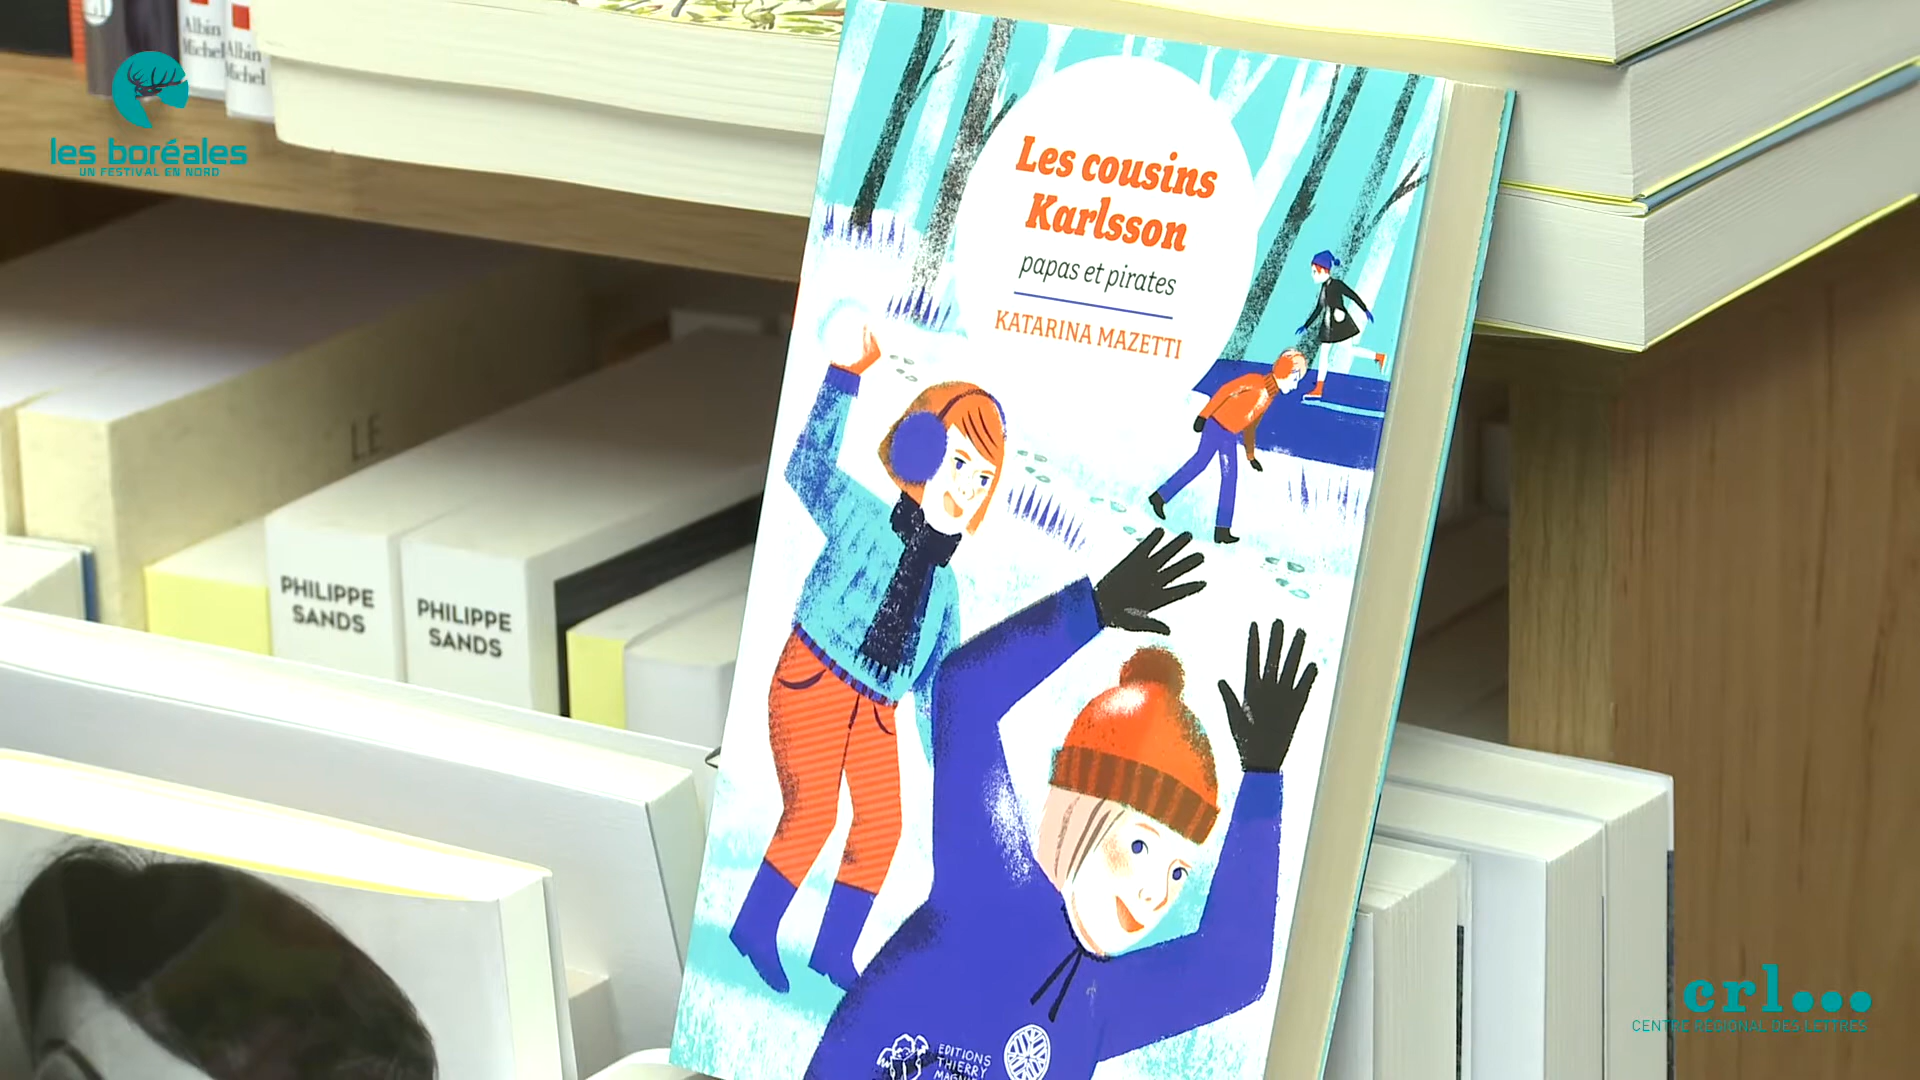 Albin
Michel
Albin
Michel
les boréales
UN FESTIVAL EN NORD
Les cousins
Karlsson
papas et pirates
KATARINA MAZETTI
LE
PHILIPPE
SANDS
PHILIPPE
SANDS
EDITIONS
THIERRY
crl...
CENTRE RÉGIONAL DES LETTRES